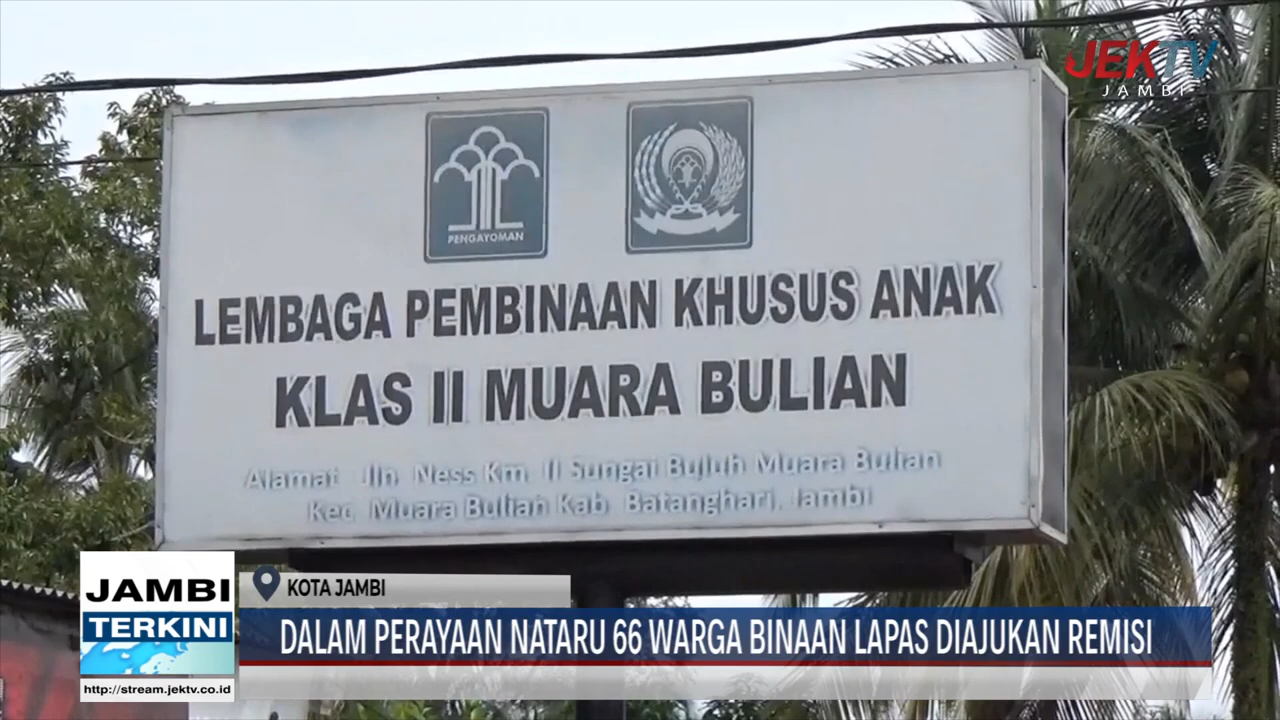 JEKTV
JAMBI
PENGAYOMAN
LEMBAGA PEMBINAAN KHUSUS ANAK
KLAS II MUARA BULIAN
Alamat : Jln. Ness Km. II Sungai Buluh Muara Bulian
Kec. Muara Bulian Kab. Batanghari, Jambi
JAMBI
TERKINI
http://stream.jektv.co.id
KOTA JAMBI
DALAM PERAYAAN NATARU 66 WARGA BINAAN LAPAS DIAJUKAN REMISI